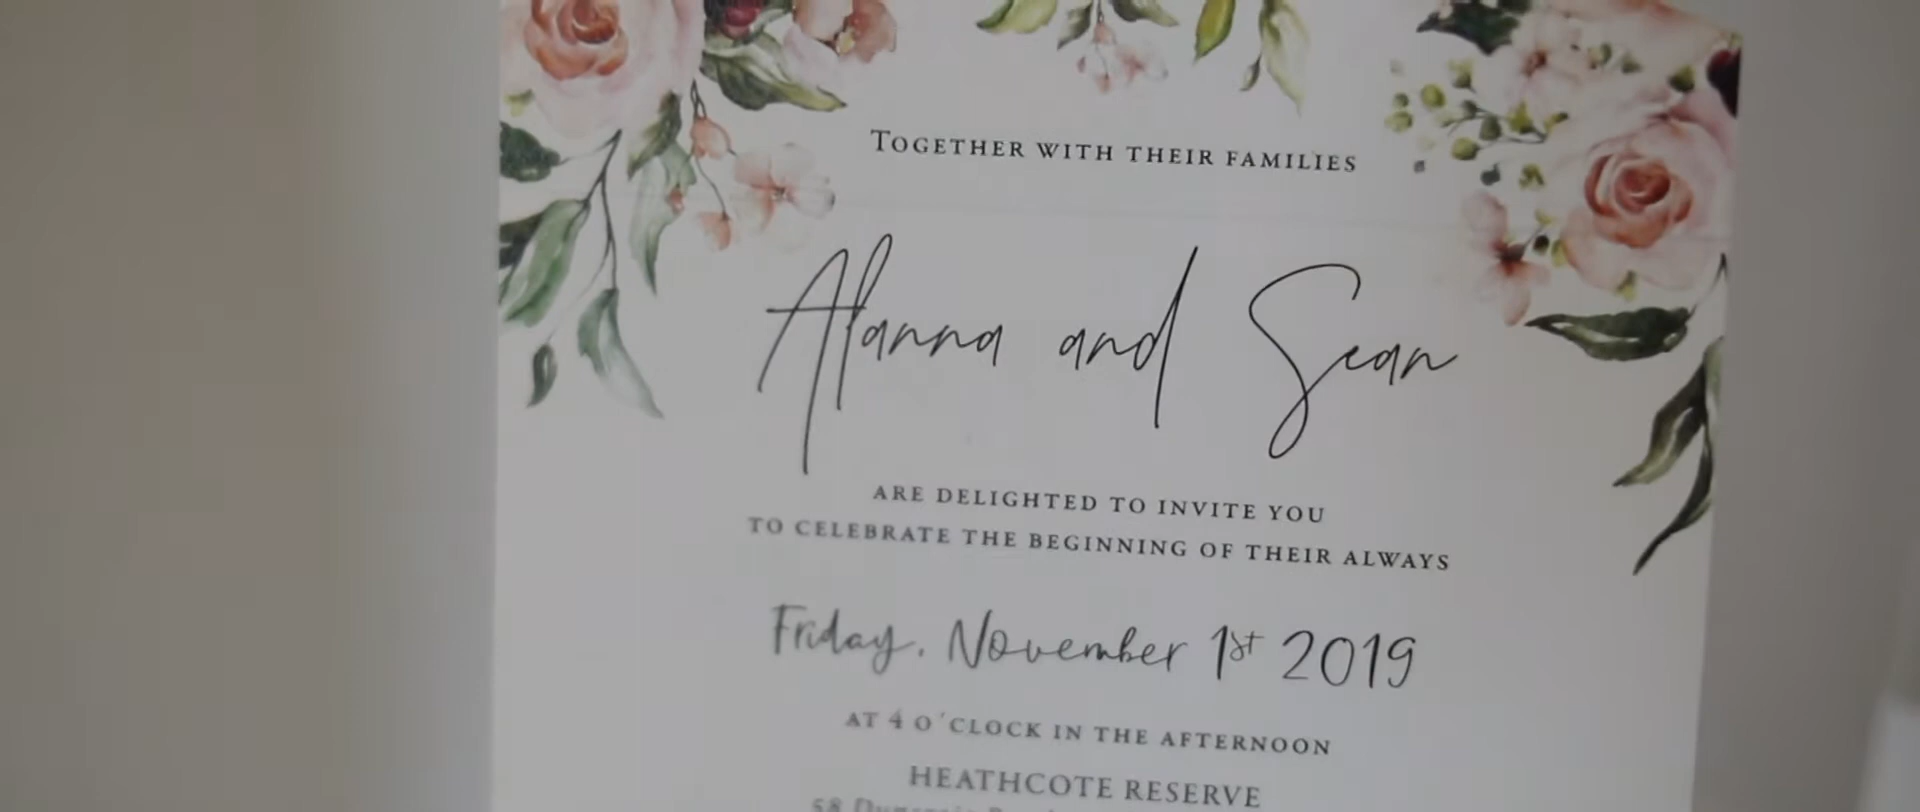 Together with their families
Alanna and Sean
are delighted to invite you
to celebrate the beginning of their always
Friday, November 1st 2019
at 4 o'clock in the afternoon
HEATHCOTE RESERVE
58